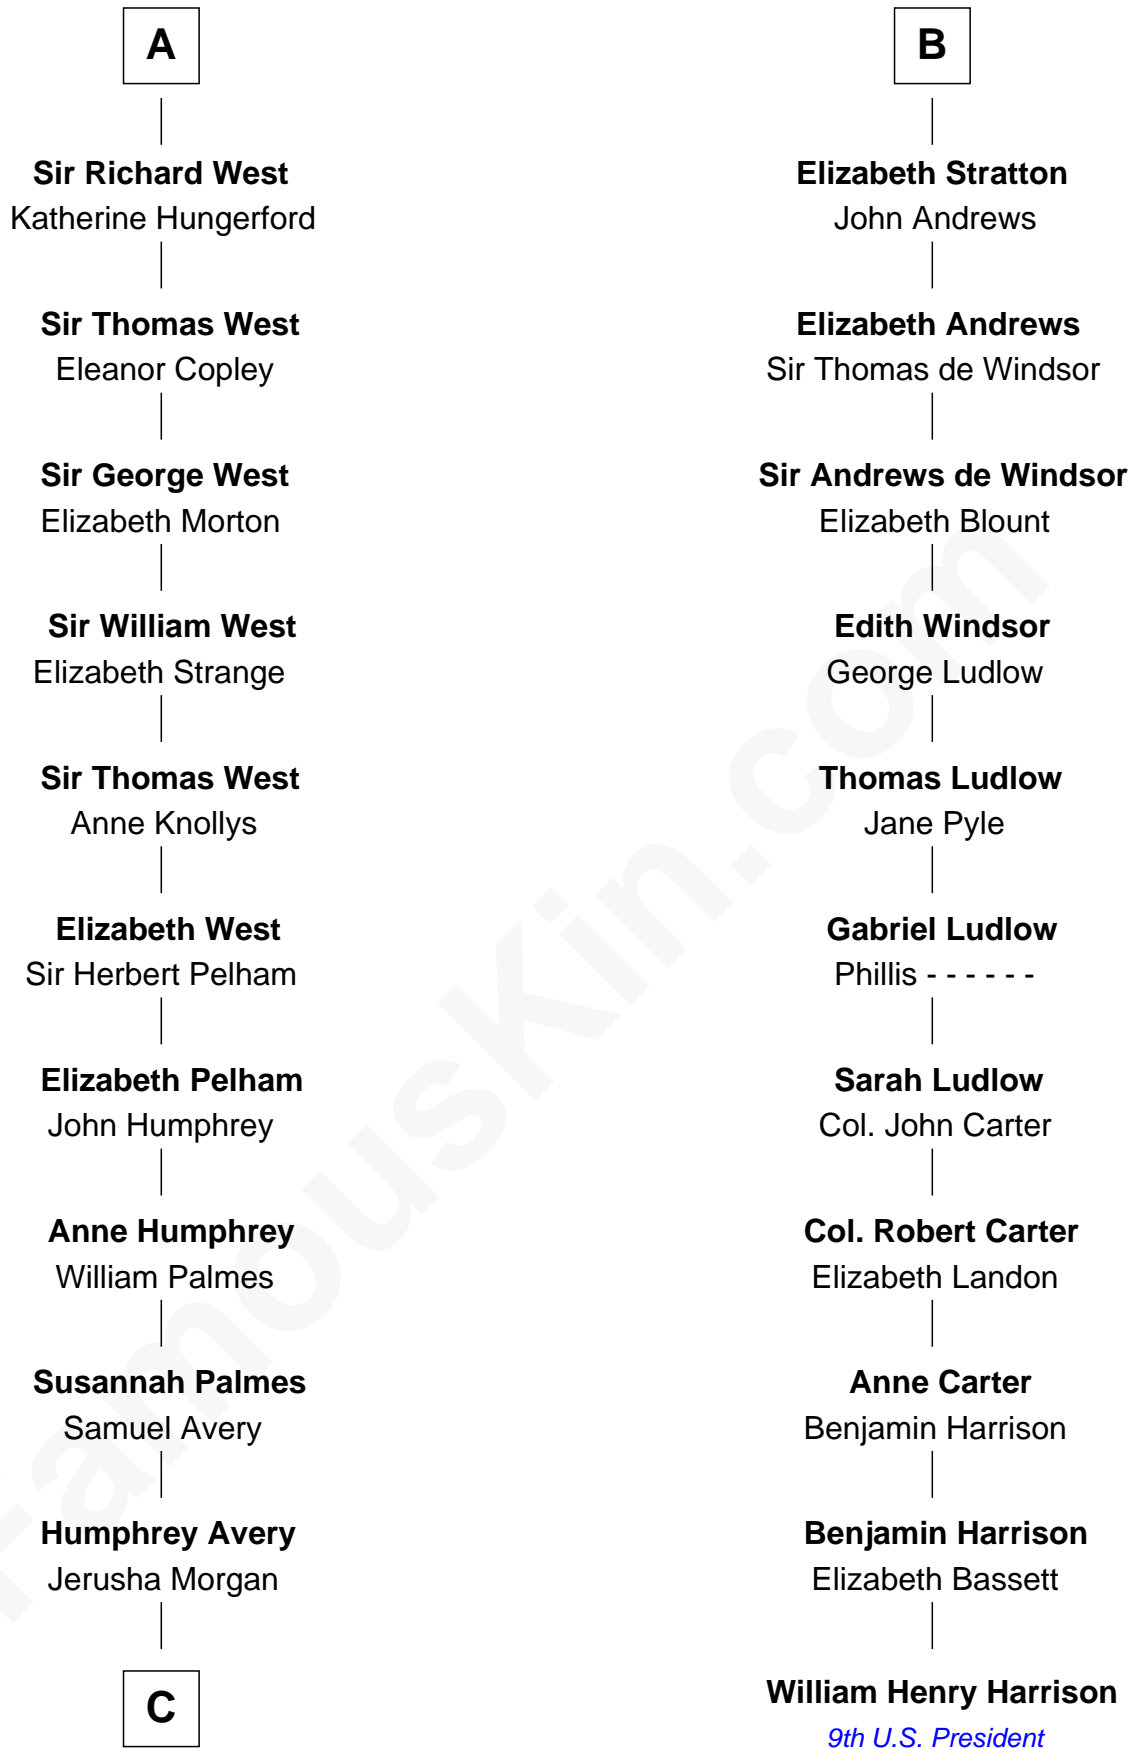 A
Sir Richard West
Katherine Hungerford
Sir Thomas West
Eleanor Copley
Sir George West
Elizabeth Morton
Sir William West
Elizabeth Strange
Sir Thomas West
Anne Knollys
Elizabeth West
Sir Herbert Pelham
Elizabeth Pelham
John Humphrey
Anne Humphrey
William Palmes
Susannah Palmes
Samuel Avery
Humphrey Avery
Jerusha Morgan
C
B
Elizabeth Stratton
John Andrews
Elizabeth Andrews
Sir Thomas de Windsor
Sir Andrews de Windsor
Elizabeth Blount
Edith Windsor
George Ludlow
Thomas Ludlow
Jane Pyle
Gabriel Ludlow
Phillis - - - - - -
Sarah Ludlow
Col. John Carter
Col. Robert Carter
Elizabeth Landon
Anne Carter
Benjamin Harrison
Benjamin Harrison
Elizabeth Bassett
William Henry Harrison
9th U.S. President
FamousKin.com